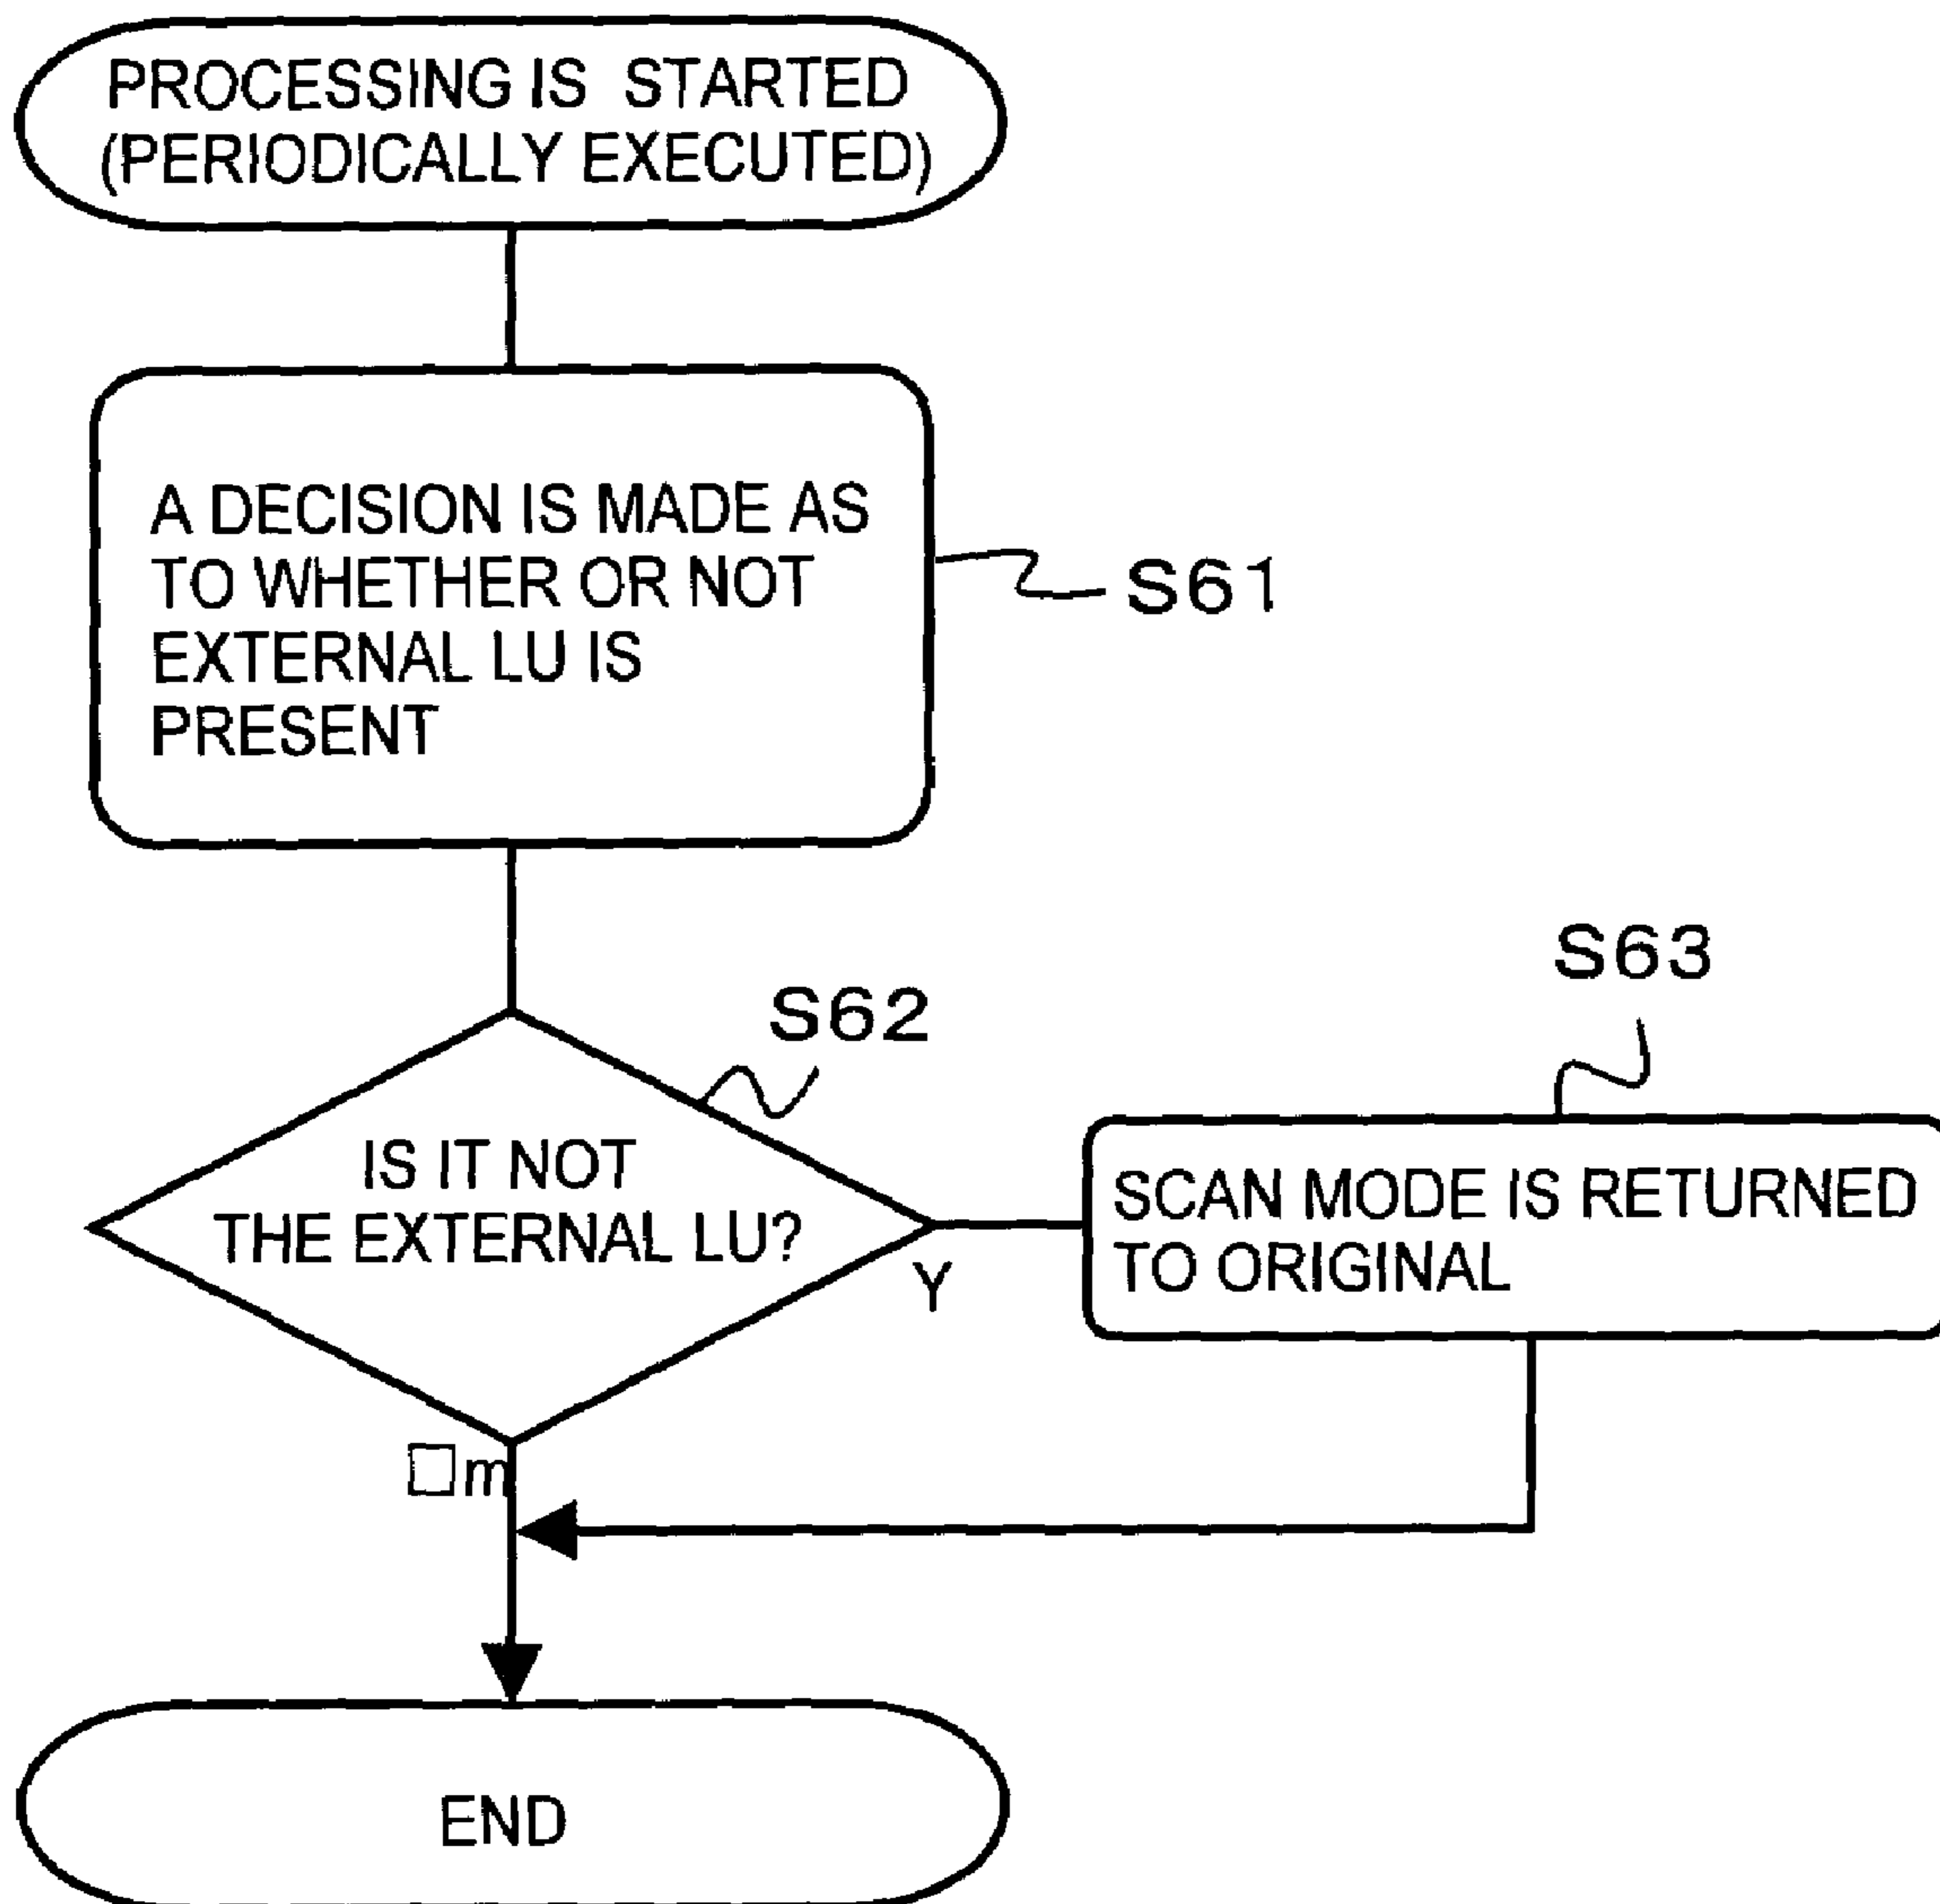 PROCESSING IS STARTED
(PERIODICALLY EXECUTED)
A DECISION IS MADE AS
TO WHETHER OR NOT
EXTERNAL LU IS
PRESENT
S61
S62
IS IT NOT
THE EXTERNAL LU?
Y
S63
SCAN MODE IS RETURNED
TO ORIGINAL
□m
END